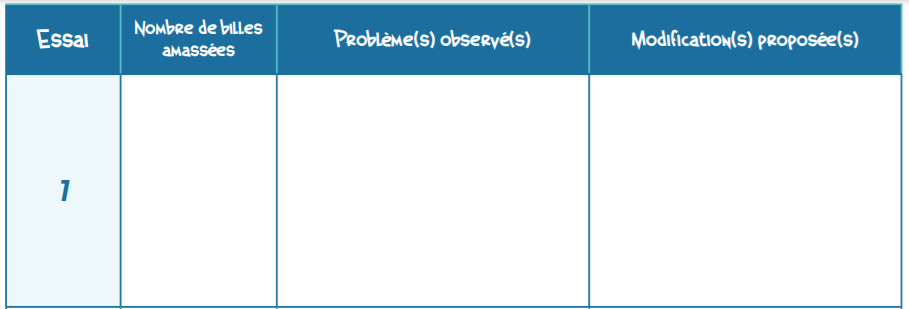 Essai
Nombre de billes
amassées
Problème(s) observé(s)
Modification(s) proposée(s)
1